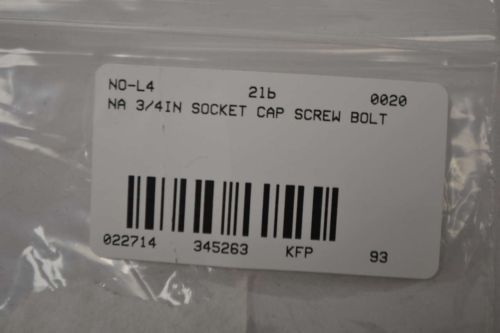 NO-L4 21b 0020
NA 3/4IN SOCKET CAP SCREW BOLT
022714 345263 KFP 93